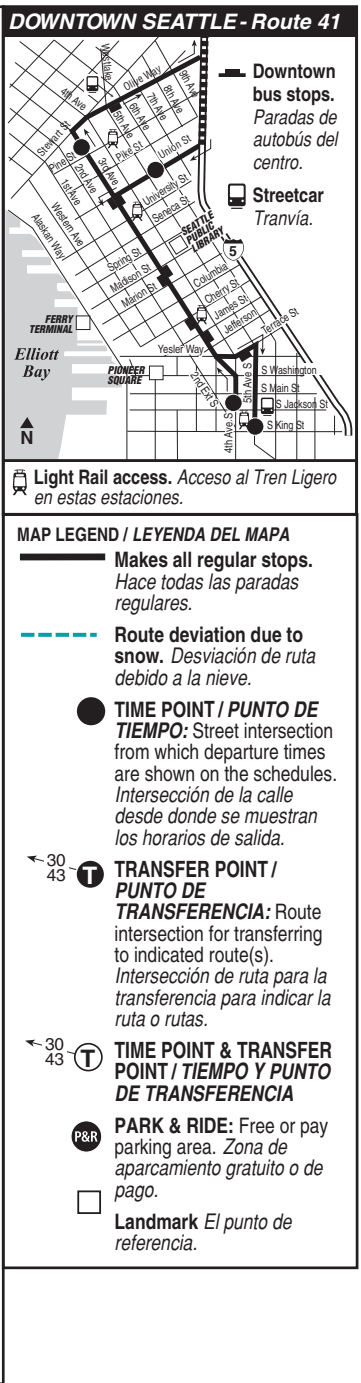 DOWNTOWN SEATTLE - Route 41
Westlake
Olive Way
9th Ave
8th Ave
7th Ave
6th Ave
5th Ave
4th Ave
Stewart St
Pine St
Pike St
Union St
3rd Ave
2nd Ave
1st Ave
Western Ave
Alaskan Way
University St
Seneca St
SEATTLE
PUBLIC
LIBRARY
5
Spring St
Madison St
Marion St
Columbia
Cherry St
James St
Jefferson
Terrace St
Yesler Way
FERRY
TERMINAL
Elliott
Bay
PIONEER
SQUARE
2nd Ext S
4th Ave S
5th Ave S
S Washington
S Main St
S Jackson St
S King St
N
Downtown
bus stops.
Paradas de
autobús del
centro.
Streetcar
Tranvía.
Light Rail access. Acceso al Tren Ligero
en estas estaciones.
MAP LEGEND / LEYENDA DEL MAPA
Makes all regular stops.
Hace todas las paradas
regulares.
Route deviation due to
snow. Desviación de ruta
debido a la nieve.
TIME POINT / PUNTO DE
TIEMPO: Street intersection
from which departure times
are shown on the schedules.
Intersección de la calle
desde donde se muestran
los horarios de salida.
30
43 T
TRANSFER POINT /
PUNTO DE
TRANSFERENCIA: Route
intersection for transferring
to indicated route(s).
Intersección de ruta para la
transferencia para indicar la
ruta o rutas.
30
43 T
TIME POINT & TRANSFER
POINT / TIEMPO Y PUNTO
DE TRANSFERENCIA
P&R
PARK & RIDE: Free or pay
parking area. Zona de
aparcamiento gratuito o de
pago.
Landmark El punto de
referencia.